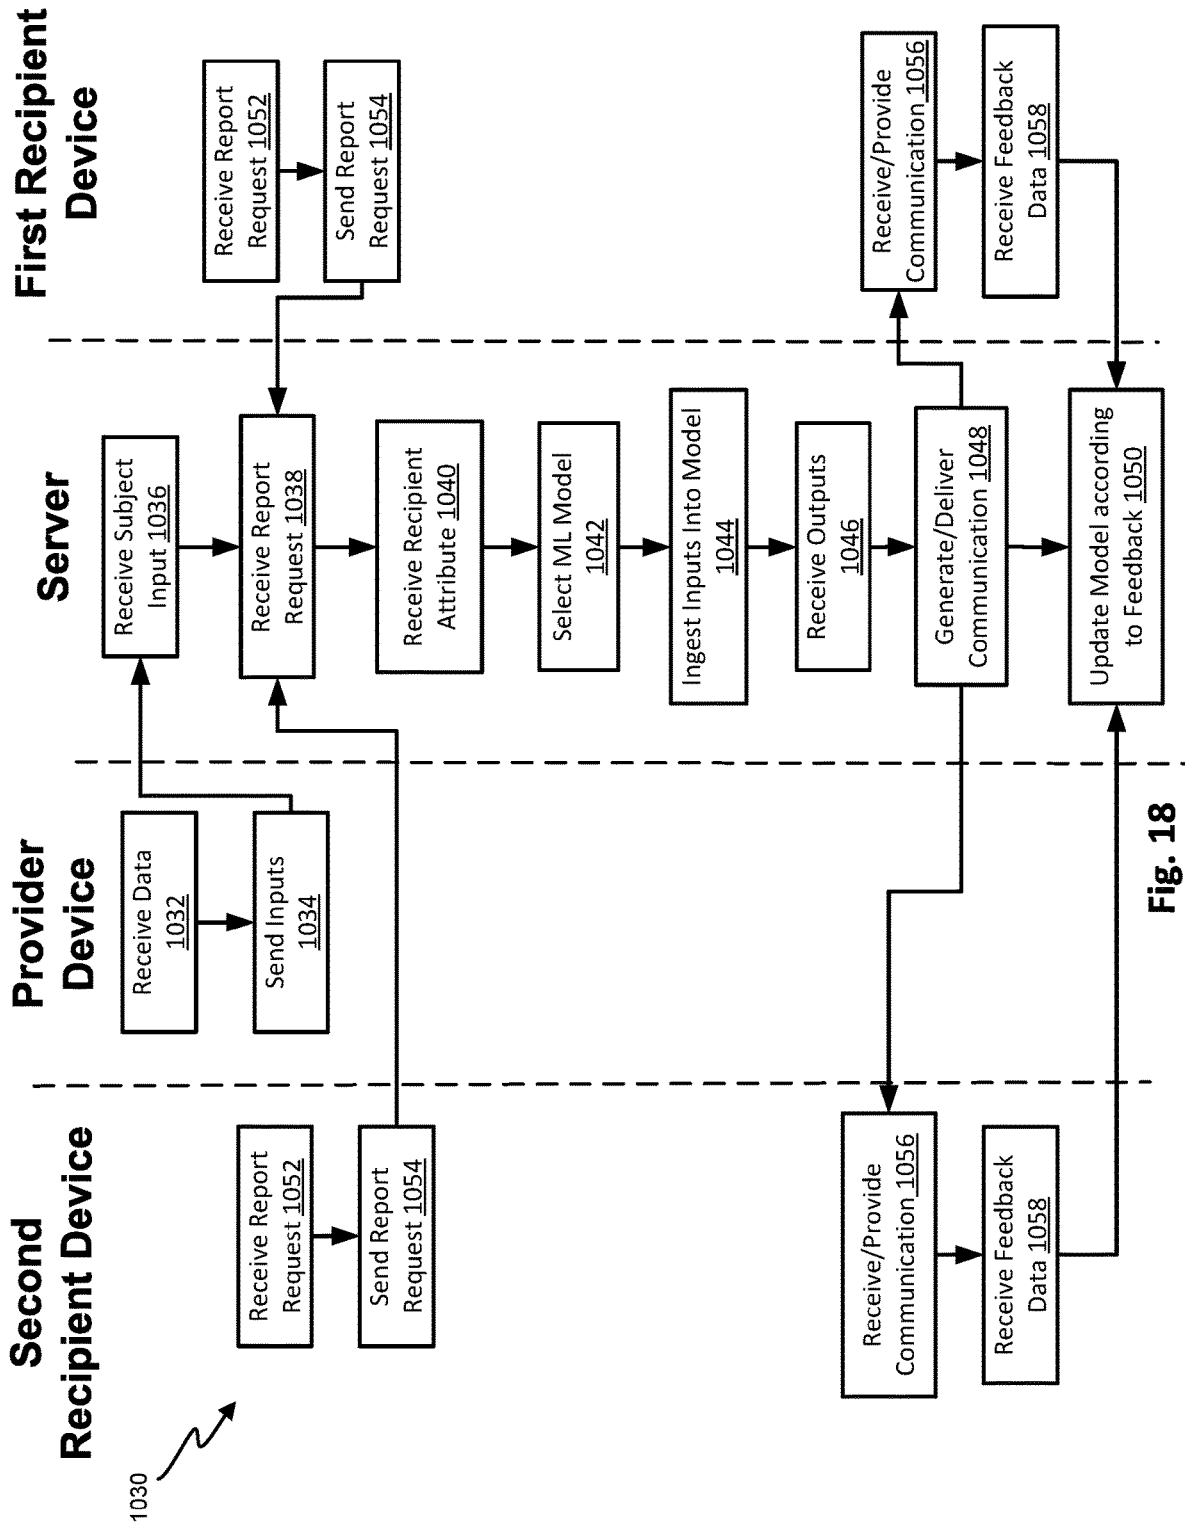 Second
Recipient Device
Provider
Device
Server
First Recipient
Device
1030
Receive Report
Request 1052
Send Report
Request 1054
Receive/Provide
Communication 1056
Receive Feedback
Data 1058
Receive Data
1032
Send Inputs
1034
Receive Subject
Input 1036
Receive Report
Request 1038
Receive Recipient
Attribute 1040
Select ML Model
1042
Ingest Inputs Into Model
1044
Receive Outputs
1046
Generate/Deliver
Communication 1048
Update Model according
to Feedback 1050
Receive Report
Request 1052
Send Report
Request 1054
Receive/Provide
Communication 1056
Receive Feedback
Data 1058
Fig. 18